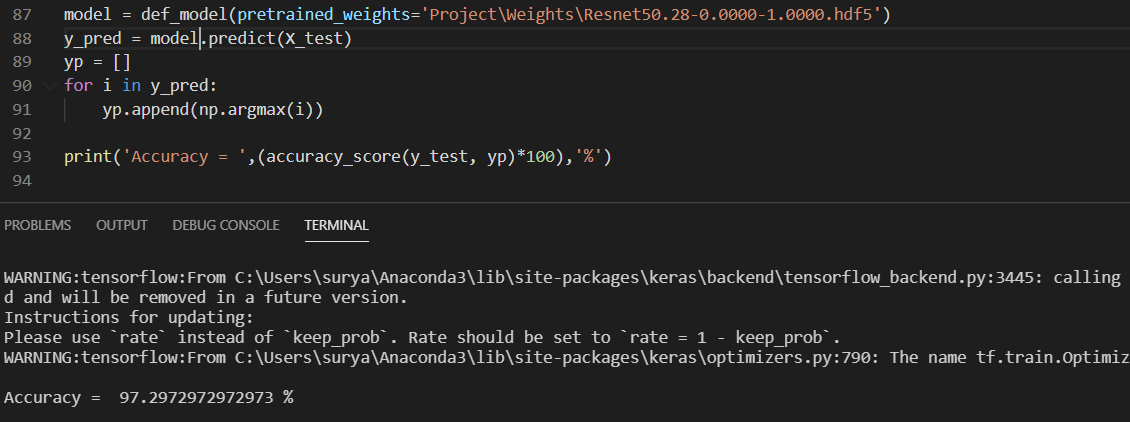 87 model = def_model(pretrained_weights='Project\Weights\Resnet50.28-0.0000-1.0000.hdf5')
88 y_pred = model.predict(X_test)
89 yp = []
90 for i in y_pred:
91 yp.append(np.argmax(i))
92
93 print('Accuracy = ',(accuracy_score(y_test, yp)*100),'%')
94
PROBLEMS OUTPUT DEBUG CONSOLE TERMINAL
WARNING:tensorflow:From C:\Users\surya\Anaconda3\lib\site-packages\keras\backend\tensorflow_backend.py:3445: calling
d and will be removed in a future version.
Instructions for updating:
Please use `rate` instead of `keep_prob`. Rate should be set to `rate = 1 - keep_prob`.
WARNING:tensorflow:From C:\Users\surya\Anaconda3\lib\site-packages\keras\optimizers.py:790: The name tf.train.Optimiz
Accuracy =  97.2972972972973 %